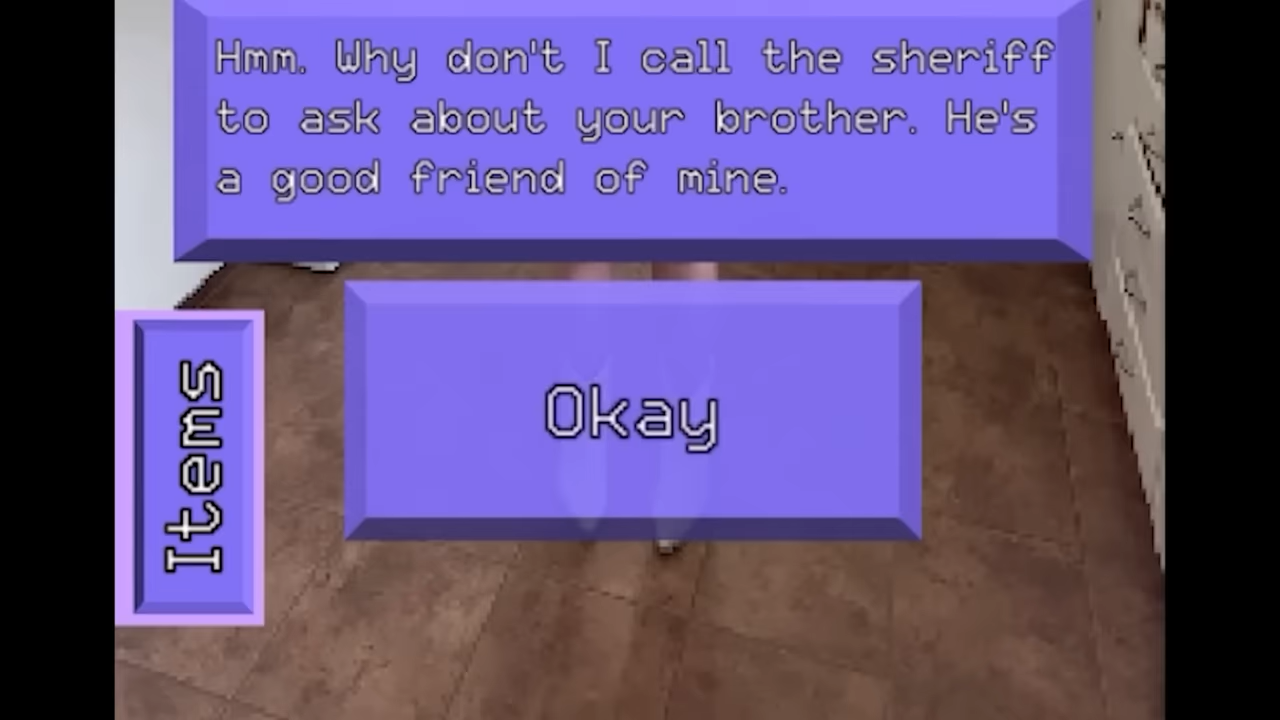 Hmm. Why don't I call the sheriff
to ask about your brother. He's
a good friend of mine.
Okay
Items